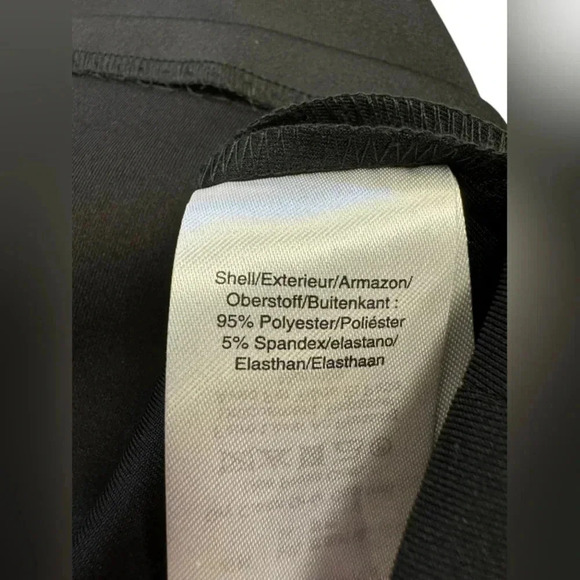 Shell/Exterieur/Armazon/
Oberstoff/Buitenkant :
95% Polyester/Poliéster
5% Spandex/elastano/
Elasthan/Elasthaan